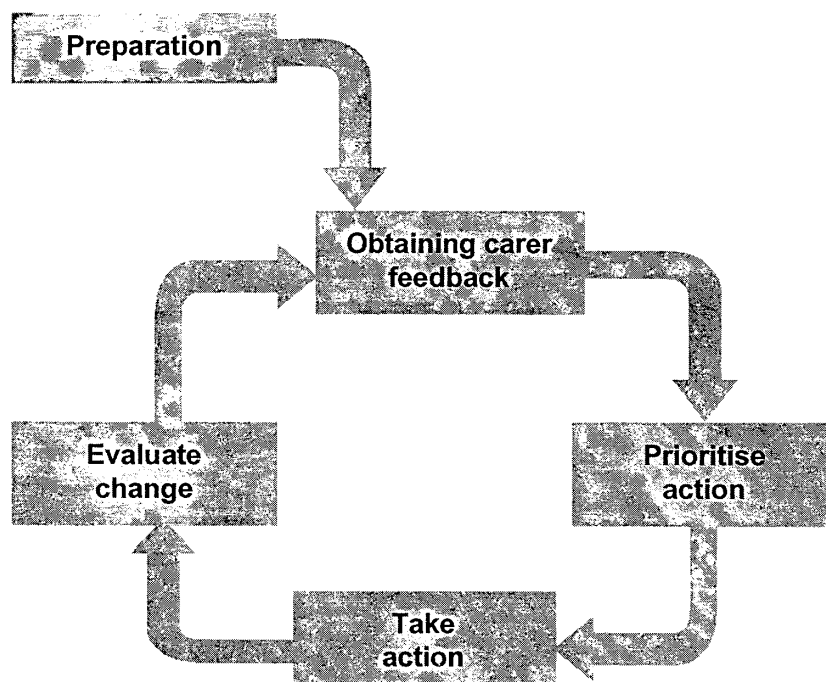 Preparation
Obtaining carer
feedback
Prioritise
action
Take
action
Evaluate
change